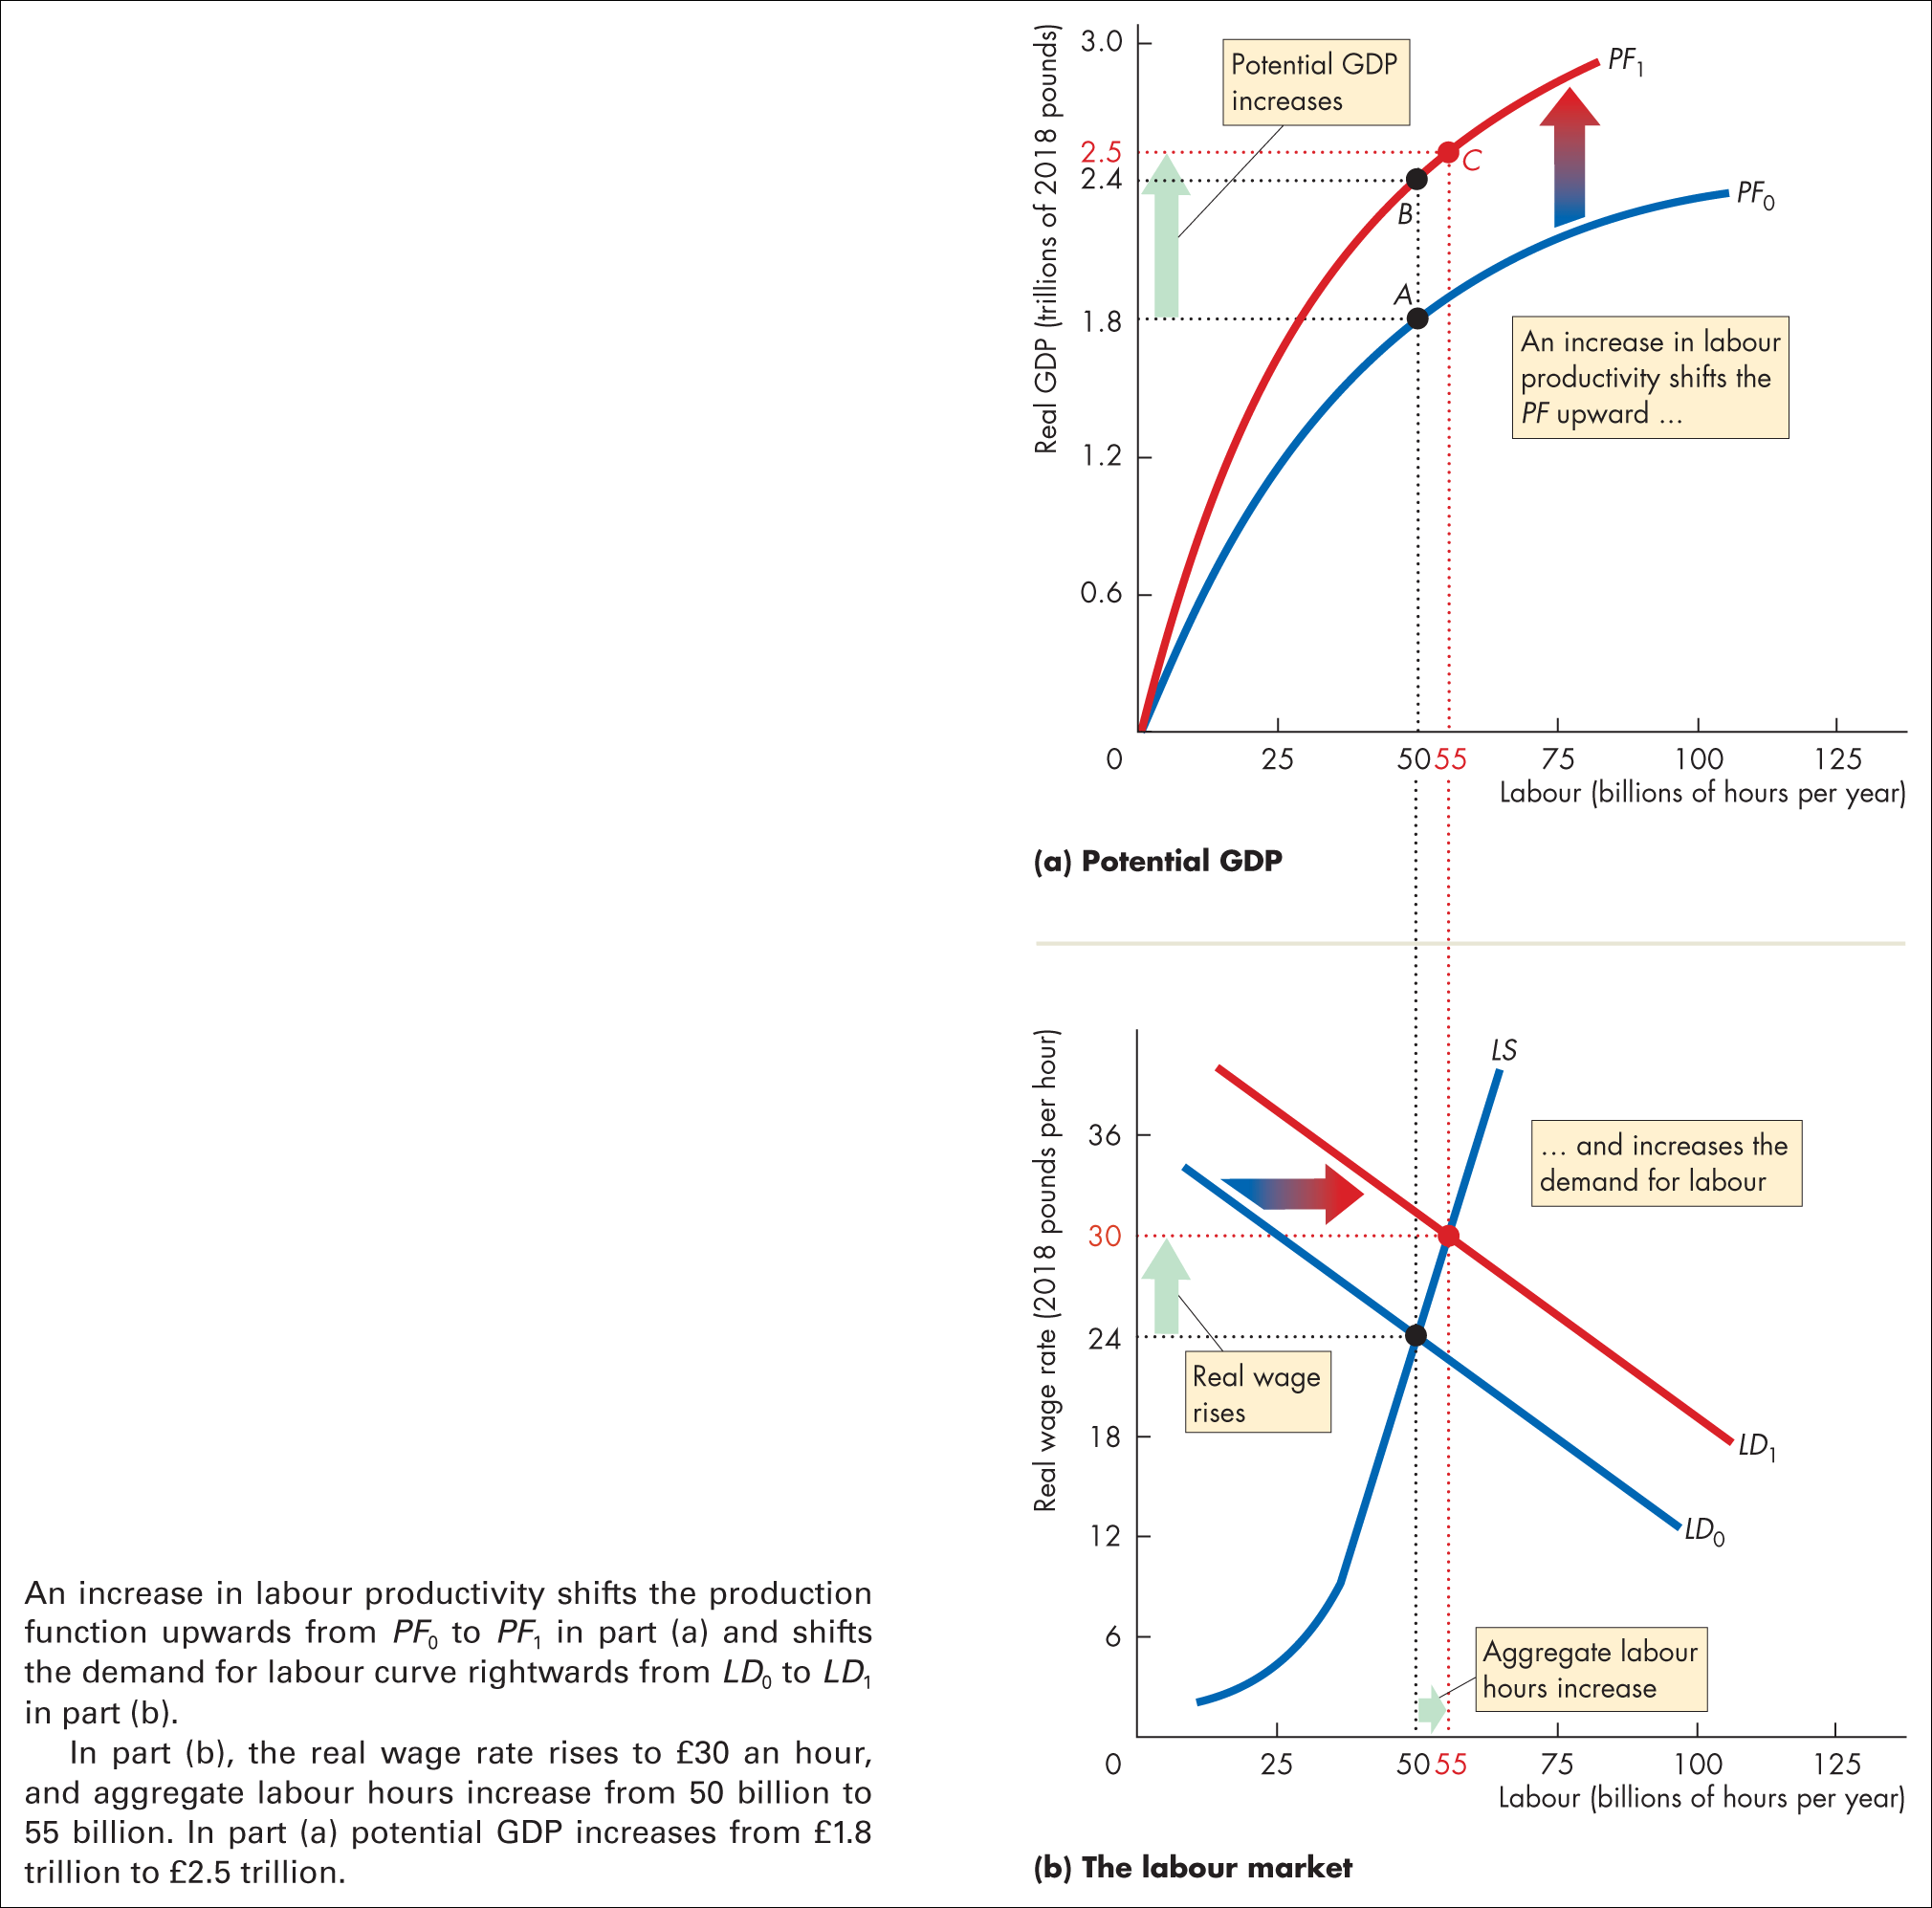 3.0
2.5
2.4
1.8
1.2
0.6
Real GDP (trillions of 2018 pounds)
Potential GDP
increases
PF1
PF0
C
B
A
An increase in labour
productivity shifts the
PF upward …
0 25 50 55 75 100 125
Labour (billions of hours per year)
(a) Potential GDP
Real wage rate (2018 pounds per hour)
36
30
24
18
12
6
LS
… and increases the
demand for labour
Real wage
rises
LD1
LD0
Aggregate labour
hours increase
0 25 50 55 75 100 125
Labour (billions of hours per year)
(b) The labour market
An increase in labour productivity shifts the production
function upwards from PF0 to PF1 in part (a) and shifts
the demand for labour curve rightwards from LD0 to LD1
in part (b).
In part (b), the real wage rate rises to £30 an hour,
and aggregate labour hours increase from 50 billion to
55 billion. In part (a) potential GDP increases from £1.8
trillion to £2.5 trillion.